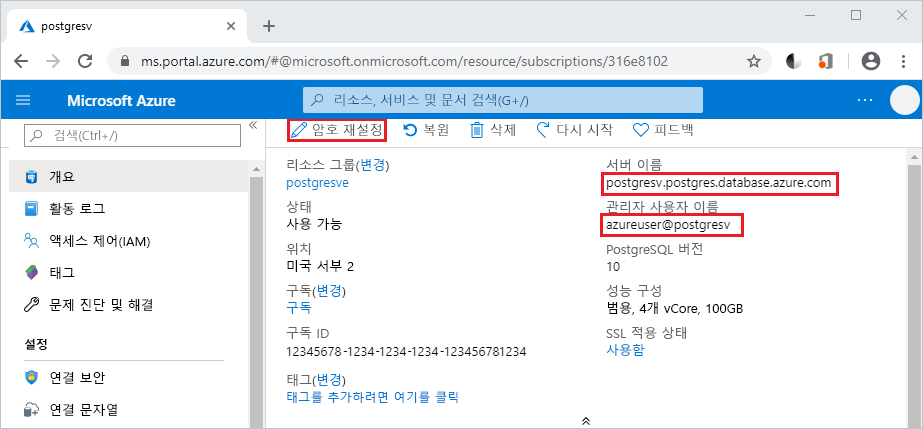 postgresv
ms.portal.azure.com/#@microsoft.onmicrosoft.com/resource/subscriptions/316e8102
Microsoft Azure
리소스, 서비스 및 문서 검색(G+/)
검색(Ctrl+/)
암호 재설정 복원 삭제 다시 시작 피드백
개요
활동 로그
액세스 제어(IAM)
태그
문제 진단 및 해결
설정
연결 보안
연결 문자열
리소스 그룹(변경)
postgresve
상태
사용 가능
위치
미국 서부 2
구독(변경)
구독
구독 ID
12345678-1234-1234-1234-123456781234
태그(변경)
태그를 추가하려면 여기를 클릭
서버 이름
postgresv.postgres.database.azure.com
관리자 사용자 이름
azureuser@postgresv
PostgreSQL 버전
10
성능 구성
범용, 4개 vCore, 100GB
SSL 적용 상태
사용함